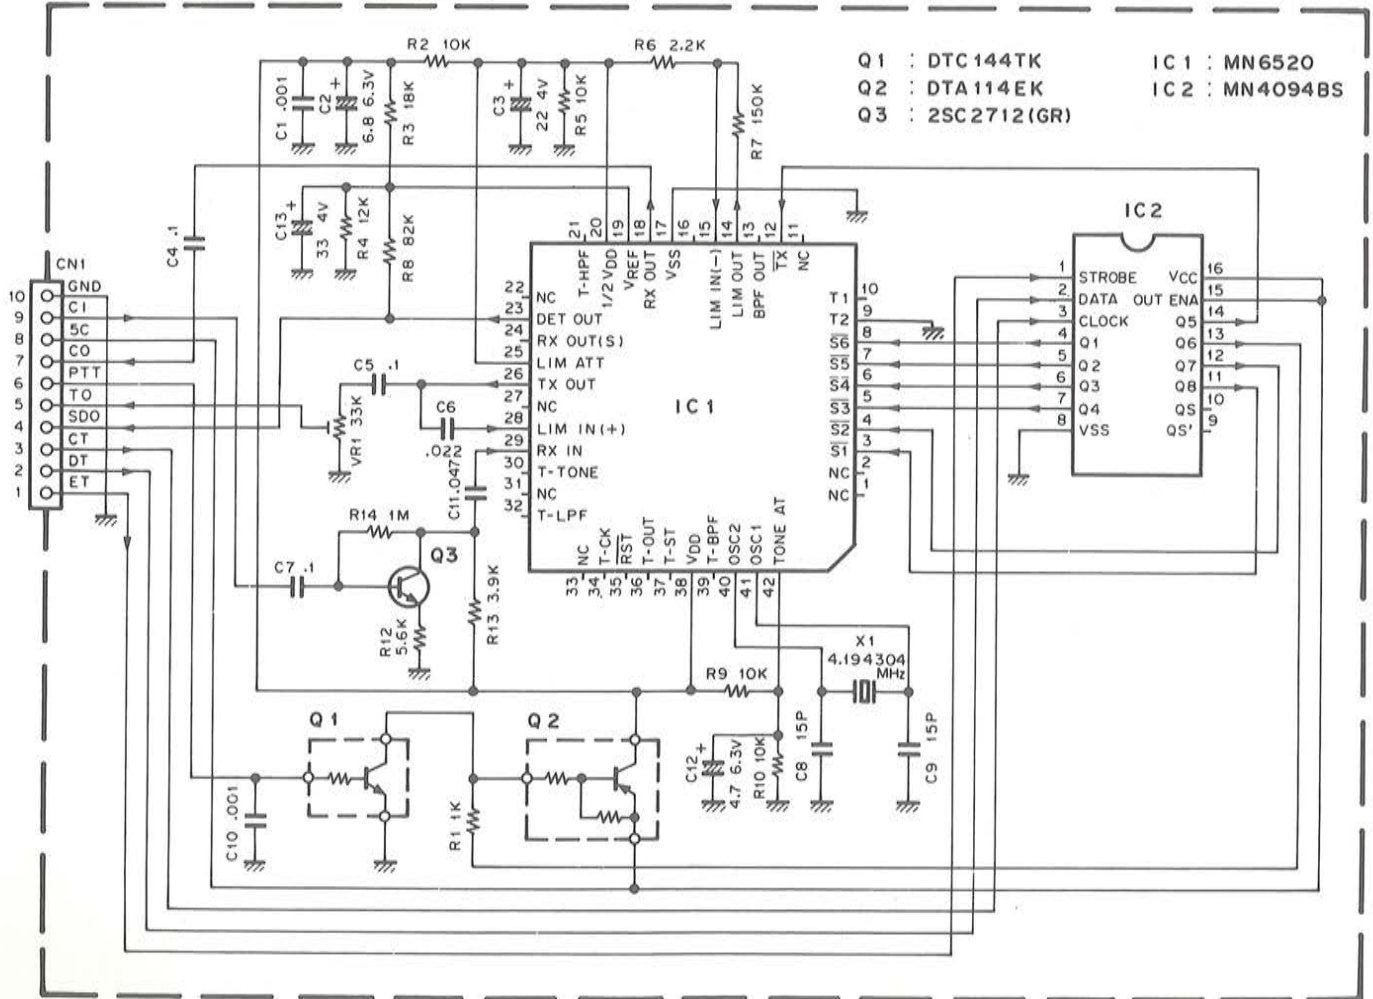 R2 10K
R6 2.2K
Q1 : DTC144TK
IC1 : MN6520
Q2 : DTA114EK
IC2 : MN4094BS
Q3 : 2SC2712(GR)
C1 .001
C2 +
6.8 6.3V
R3 18K
C3 +
22 4V
R5 10K
R7 150K
C4 .1
C13 +
33 4V
R4 12K
R8 82K
IC2
CN1
10 GND
9 CI
8 5C
7 CO
6 PTT
5 TO
4 SDO
3 CT
2 DT
1 ET
21 T-HPF
20 1/2 VDD
19 VREF
18 RX OUT
17 VSS
16
15 LIM IN(-)
14 LIM OUT
13 BPF OUT
12 TX
11 NC
22 NC
23 DET OUT
24 RX OUT(S)
25 LIM ATT
26 TX OUT
27 NC
28 LIM IN(+)
29 RX IN
30 T-TONE
31 NC
32 T-LPF
IC1
T1 10
T2 9
S6 8
S5 7
S4 6
S3 5
S2 4
S1 3
NC 2
NC 1
33 NC
34 T-CK
35 RST
36 T-OUT
37 T-ST
38 VDD
39 T-BPF
40 OSC2
41 OSC1
42 TONE AT
1 STROBE
2 DATA
3 CLOCK
4 Q1
5 Q2
6 Q3
7 Q4
8 VSS
VCC 16
OUT ENA 15
Q5 14
Q6 13
Q7 12
Q8 11
QS 10
QS' 9
C5 .1
VR1 33K
C6
.022
C11 .0472
R14 1M
Q3
C7 .1
R12
5.6K
R13 3.9K
X1
4.194304
MHz
R9 10K
Q1
Q2
C10 .001
R1 1K
C12 +
4.7 6.3V
R10 10K
C8 15P
C9 15P